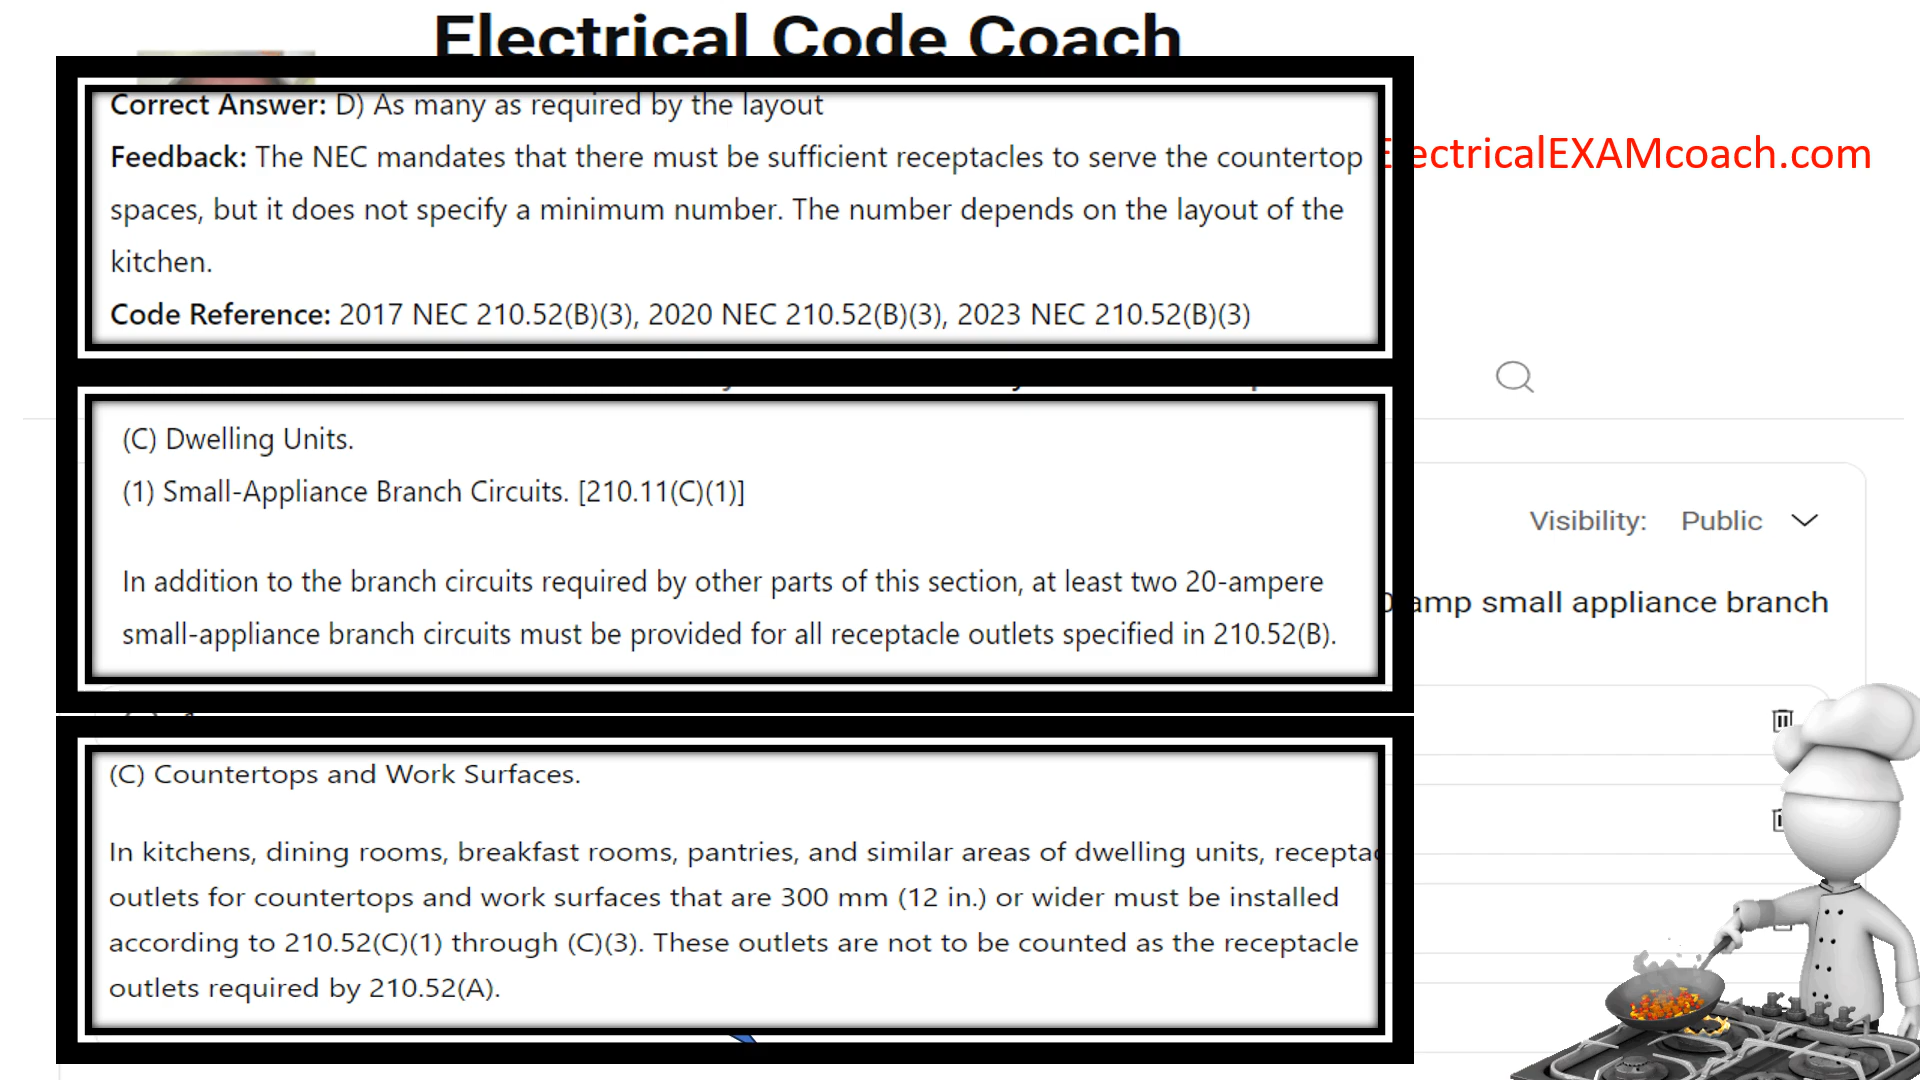 Electrical Code Coach
Correct Answer: D) As many as required by the layout
Feedback: The NEC mandates that there must be sufficient receptacles to serve the countertop
spaces, but it does not specify a minimum number. The number depends on the layout of the
kitchen.
Code Reference: 2017 NEC 210.52(B)(3), 2020 NEC 210.52(B)(3), 2023 NEC 210.52(B)(3)
ElectricalEXAMcoach.com
(C) Dwelling Units.
(1) Small-Appliance Branch Circuits. [210.11(C)(1)]
In addition to the branch circuits required by other parts of this section, at least two 20-ampere
small-appliance branch circuits must be provided for all receptacle outlets specified in 210.52(B).
Visibility: Public
amp small appliance branch
(C) Countertops and Work Surfaces.
In kitchens, dining rooms, breakfast rooms, pantries, and similar areas of dwelling units,
outlets for countertops and work surfaces that are 300 mm (12 in.) or wider must be installed
according to 210.52(C)(1) through (C)(3). These outlets are not to be counted as the receptacle
outlets required by 210.52(A).